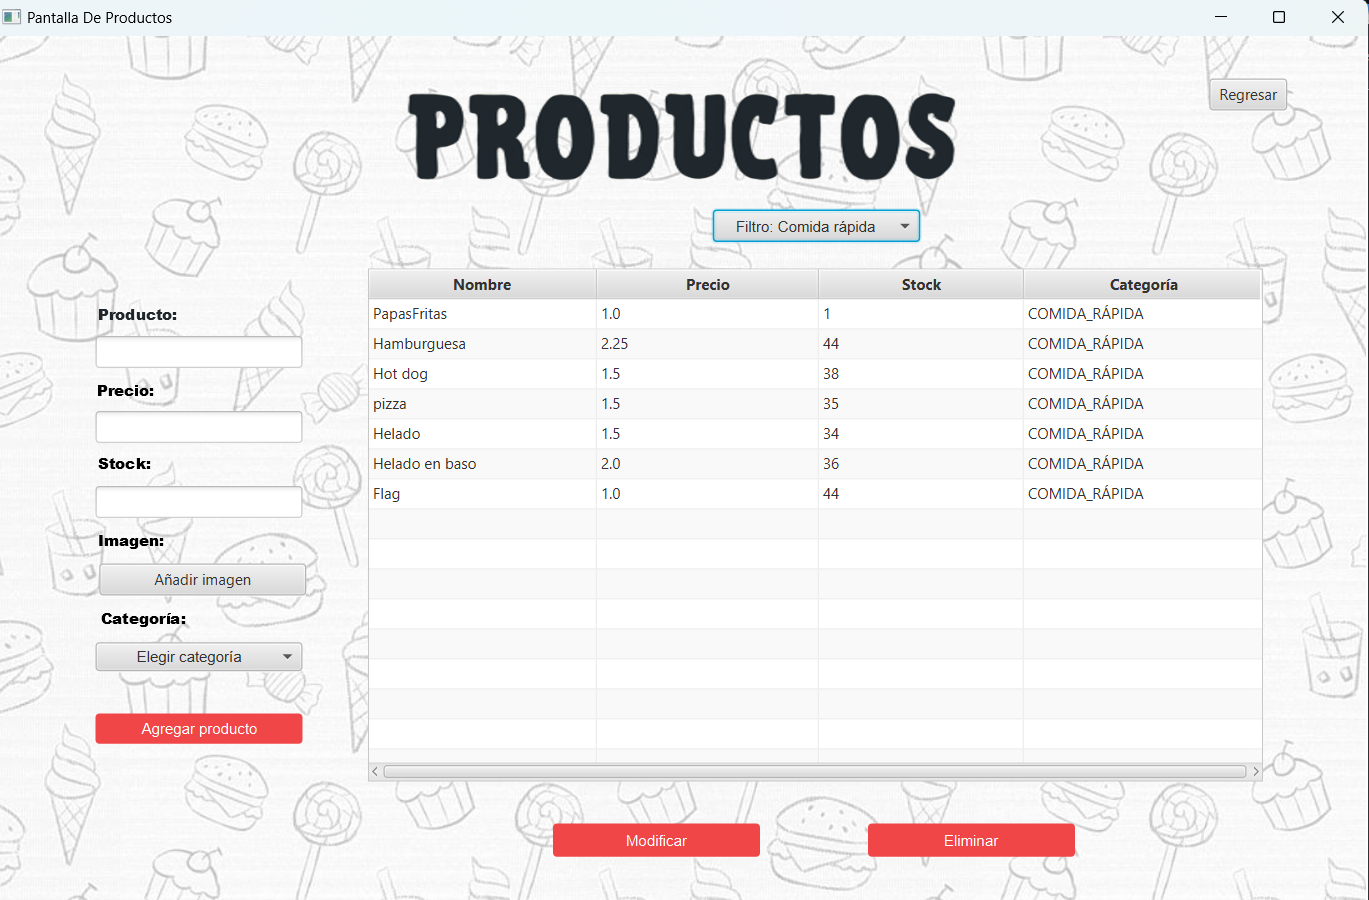 Pantalla De Productos
PRODUCTOS
Regresar
Filtro: Comida rápida
Producto:
Precio:
Stock:
Imagen:
Añadir imagen
Categoría:
Elegir categoría
Agregar producto
Nombre Precio Stock Categoría
PapasFritas 1.0 1 COMIDA_RÁPIDA
Hamburguesa 2.25 44 COMIDA_RÁPIDA
Hot dog 1.5 38 COMIDA_RÁPIDA
pizza 1.5 35 COMIDA_RÁPIDA
Helado 1.5 34 COMIDA_RÁPIDA
Helado en baso 2.0 36 COMIDA_RÁPIDA
Flag 1.0 44 COMIDA_RÁPIDA
Modificar Eliminar